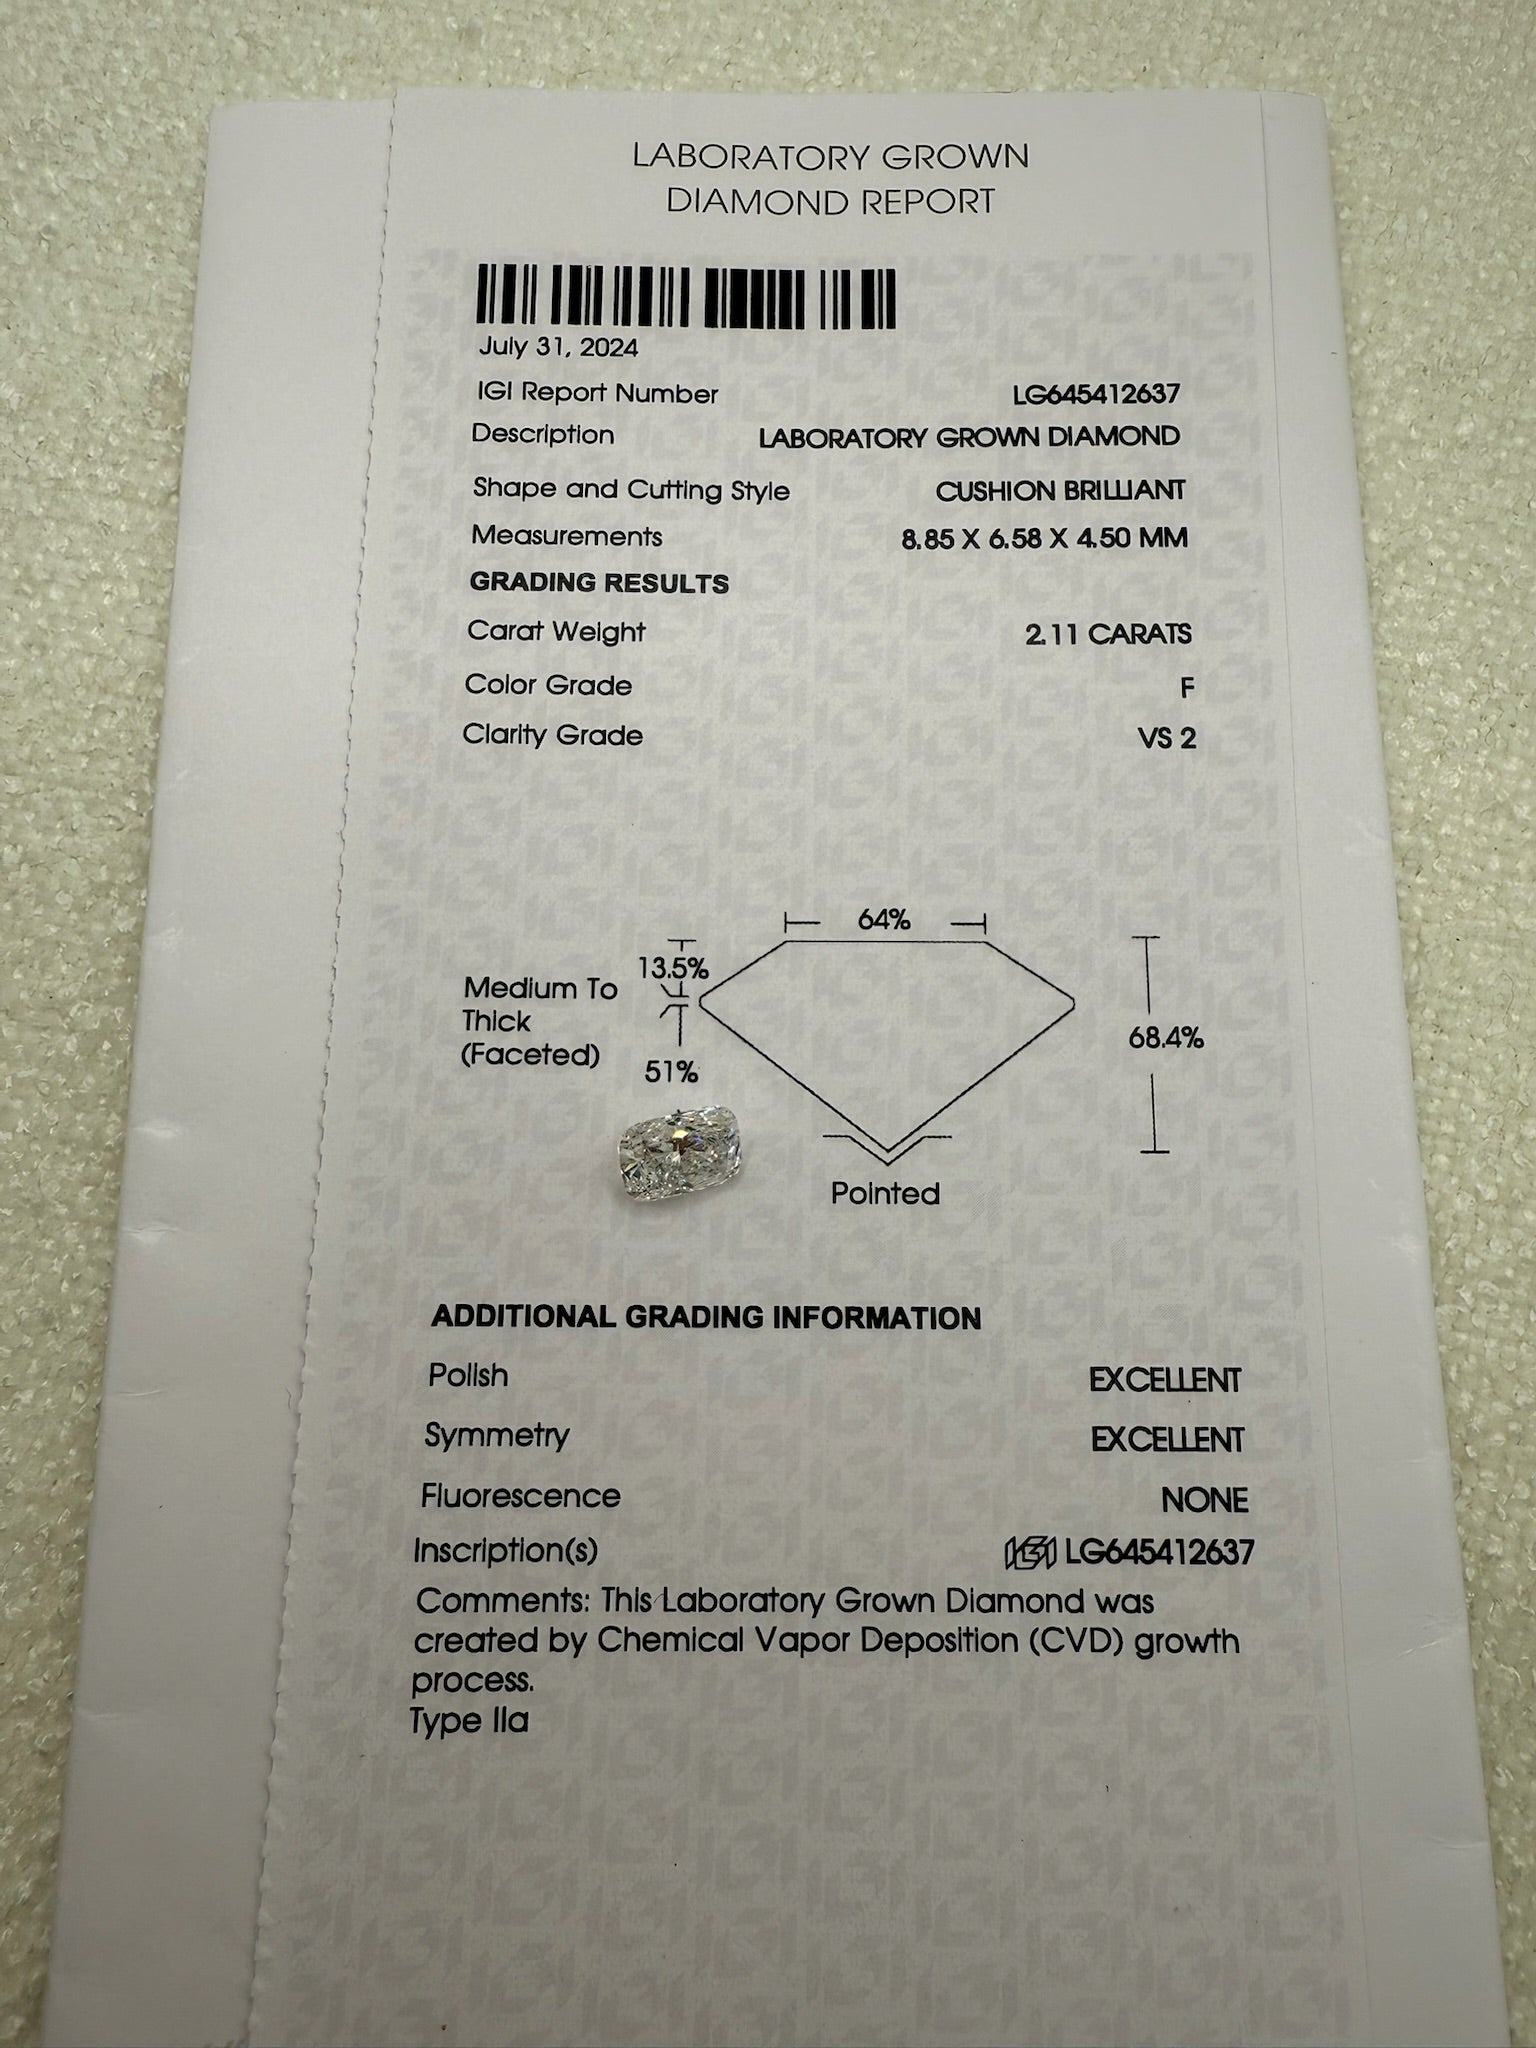 LABORATORY GROWN
DIAMOND REPORT
July 31, 2024
IGI Report Number LG645412637
Description LABORATORY GROWN DIAMOND
Shape and Cutting Style CUSHION BRILLIANT
Measurements 8.85 X 6.58 X 4.50 MM
GRADING RESULTS
Carat Weight 2.11 CARATS
Color Grade F
Clarity Grade VS 2
64%
13.5%
Medium To
Thick
(Faceted)
51%
68.4%
Pointed
ADDITIONAL GRADING INFORMATION
Polish EXCELLENT
Symmetry EXCELLENT
Fluorescence NONE
Inscription(s) IGI LG645412637
Comments: This Laboratory Grown Diamond was
created by Chemical Vapor Deposition (CVD) growth
process.
Type IIa